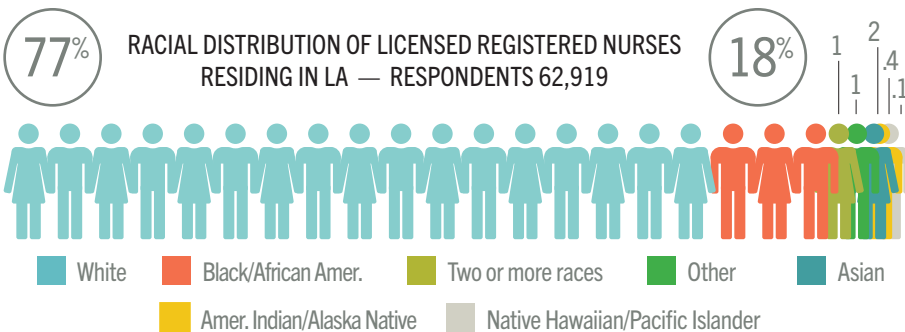 77%
RACIAL DISTRIBUTION OF LICENSED REGISTERED NURSES
RESIDING IN LA — RESPONDENTS 62,919
18%
1
1
2
.4
.1
White
Black/African Amer.
Two or more races
Other
Asian
Amer. Indian/Alaska Native
Native Hawaiian/Pacific Islander